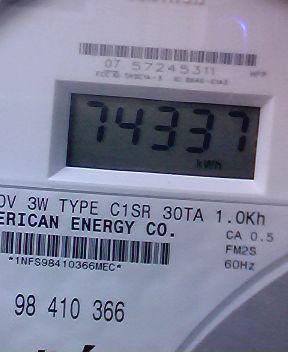 07 57245311
74337
kWh
0V 3W TYPE C1SR 30TA 1.0Kh
ERICAN ENERGY CO.
CA 0.5
FM2S
60Hz
*1NFS98410366MEC*
98 410 366